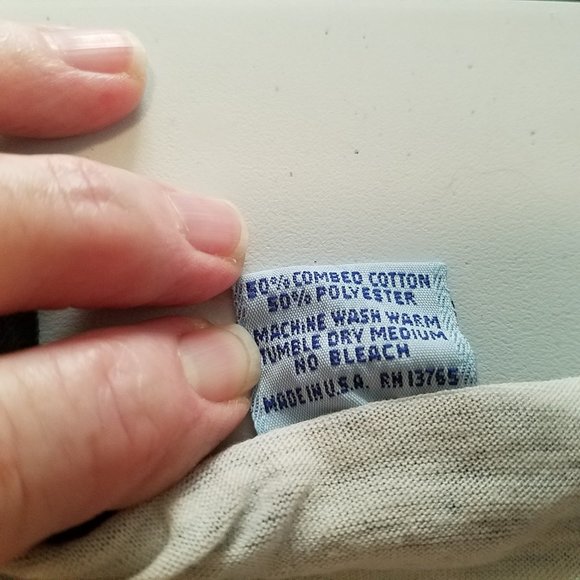 50% COMBED COTTON
50% POLYESTER
MACHINE WASH WARM
TUMBLE DRY MEDIUM
NO BLEACH
MADE IN U.S.A. RN 13765